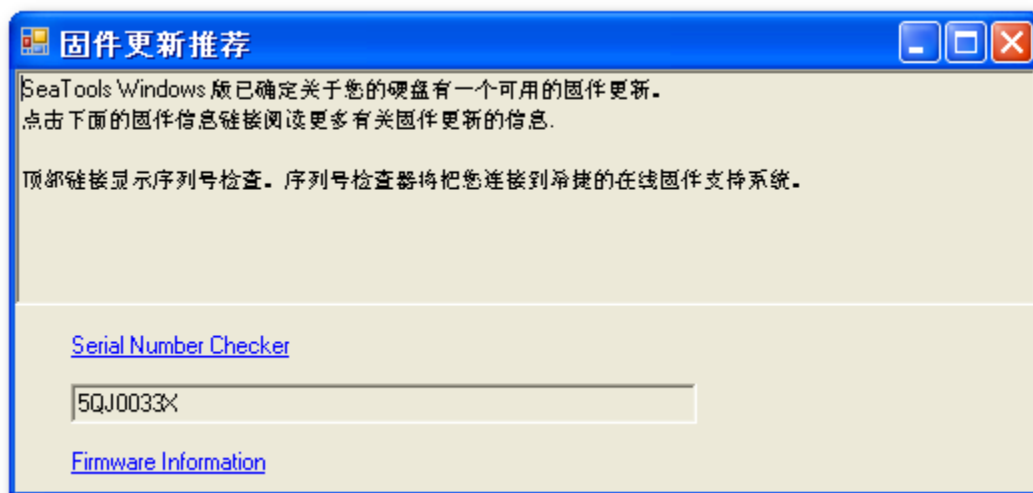 固件更新推荐
SeaTools Windows 版已确定关于您的硬盘有一个可用的固件更新。
点击下面的固件信息链接阅读更多有关固件更新的信息.
顶部链接显示序列号检查。序列号检查器将把您连接到希捷的在线固件支持系统。
Serial Number Checker
5QJ0033X
Firmware Information